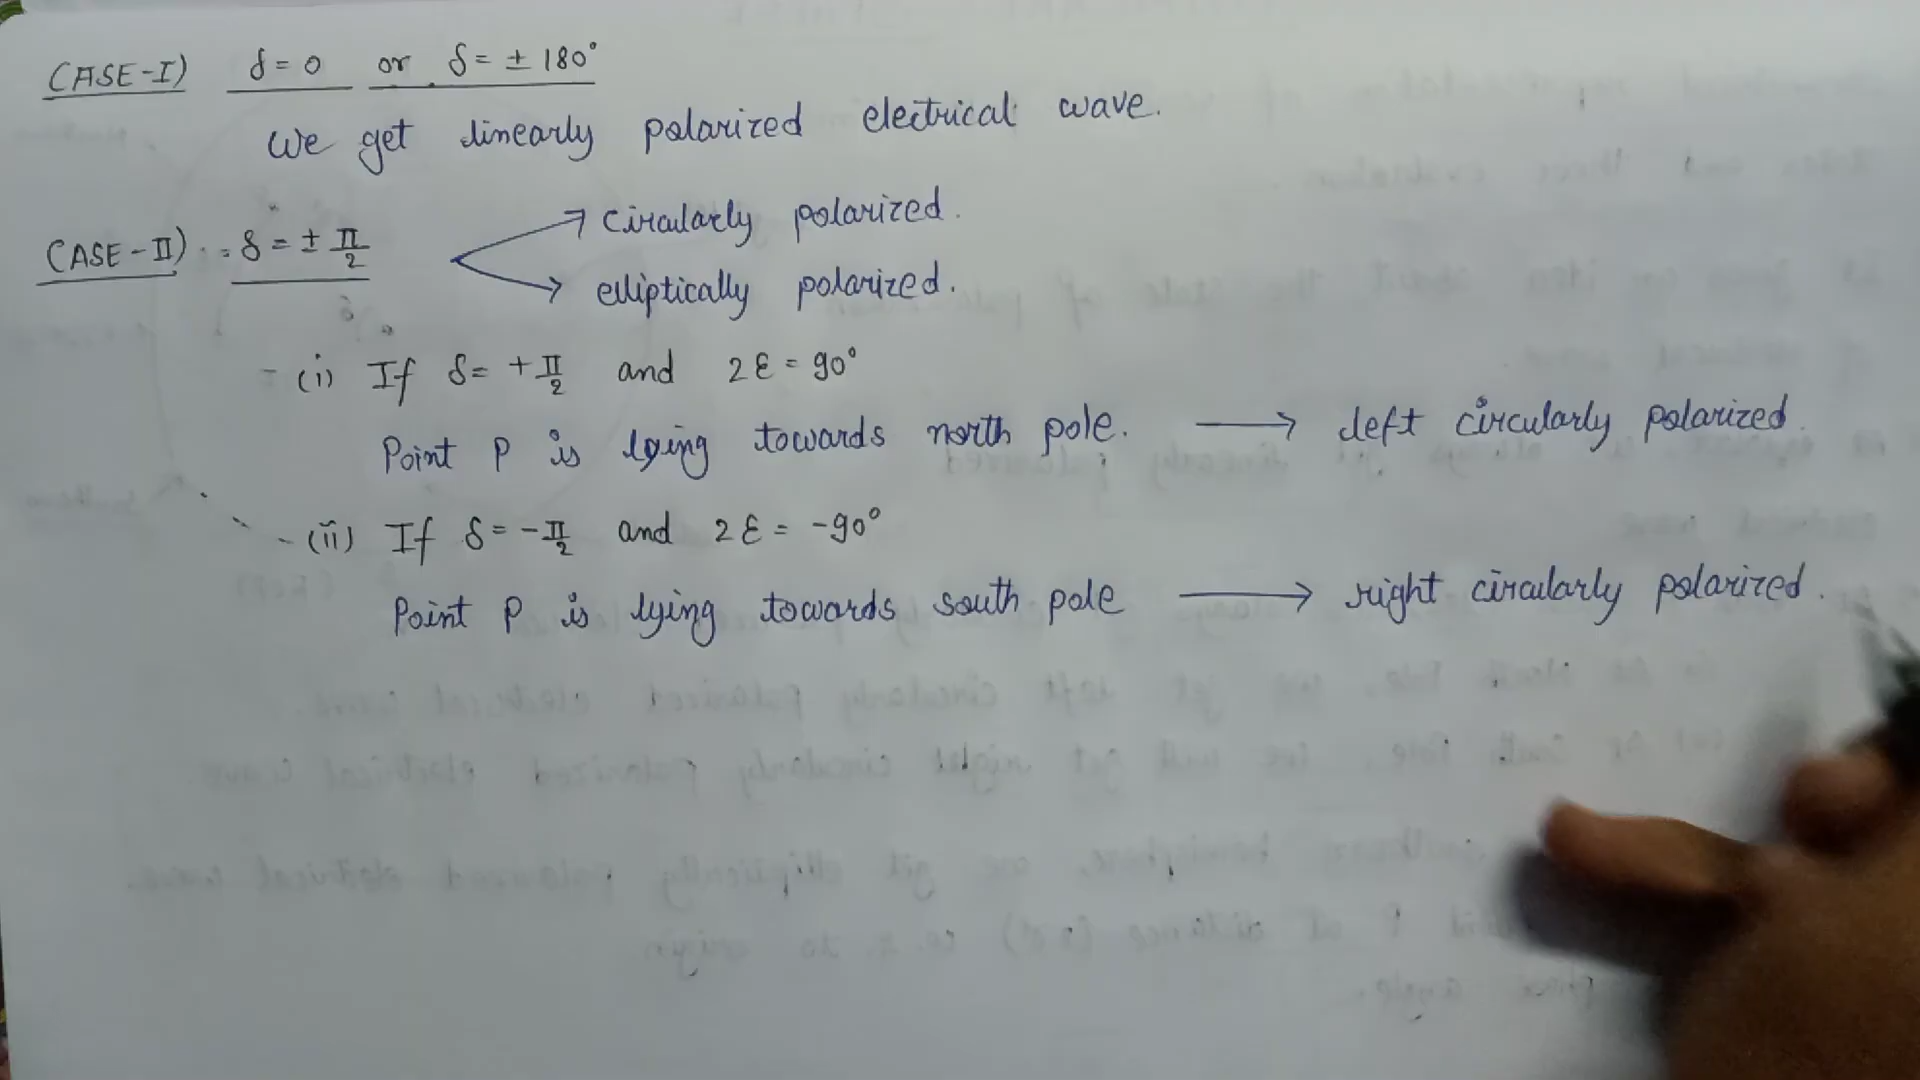 CASE-I) δ = 0 or δ = ± 180°
We get linearly polarized electrical wave.
CASE-II) δ = ± π/2
→ circularly polarized.
→ elliptically polarized.
(i) If δ = + π/2 and 2ε = 90°
Point P is lying towards north pole. → left circularly polarized.
(ii) If δ = - π/2 and 2ε = -90°
Point P is lying towards south pole → right circularly polarized.